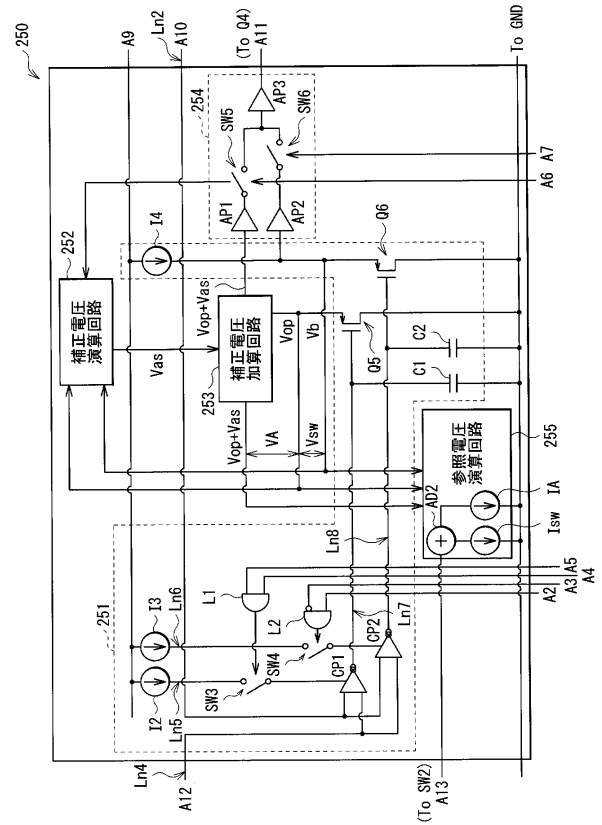 250
A9
Ln2
A10
(To Q4)
A11
To GND
254
SW5
AP3
SW6
A7
A6
AP1
AP2
252
補正電圧
演算回路
I4
Q6
Vas
Vop+Vas
253
補正電圧
加算回路
Vop
Vb
Q5
C2
C1
Vop+Vas
VA
Vsw
255
参照電圧
演算回路
AD2
IA
Isw
Ln8
251
I3
Ln6
L1
L2
Ln7
A5
A3
A4
A2
I2
Ln5
SW3
SW4
CP1
CP2
Ln4
A12
(To SW2)
A13